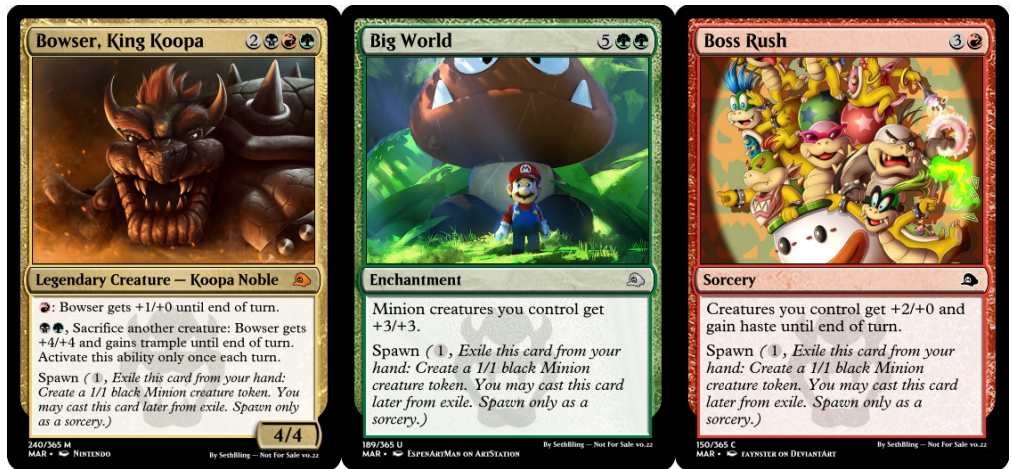 Bowser, King Koopa 2
Legendary Creature — Koopa Noble
: Bowser gets +1/+0 until end of turn.
, Sacrifice another creature: Bowser gets
+4/+4 and gains trample until end of turn.
Activate this ability only once each turn.
Spawn (1, Exile this card from your hand:
Create a 1/1 black Minion creature token. You
may cast this card later from exile. Spawn only
as a sorcery.)
4/4
240/365 M
MAR • NINTENDO
By SethBling — Not For Sale v0.22
Big World 5
Enchantment
Minion creatures you control get
+3/+3.
Spawn (1, Exile this card from your
hand: Create a 1/1 black Minion
creature token. You may cast this card
later from exile. Spawn only as a
sorcery.)
189/365 U
MAR • ESPENARTMAN ON ARTSTATION
By SethBling — Not For Sale v0.22
Boss Rush 3
Sorcery
Creatures you control get +2/+0 and
gain haste until end of turn.
Spawn (1, Exile this card from your
hand: Create a 1/1 black Minion
creature token. You may cast this card
later from exile. Spawn only as a
sorcery.)
150/365 C
MAR • FAYNSTER ON DEVIANTART
By SethBling — Not For Sale v0.22